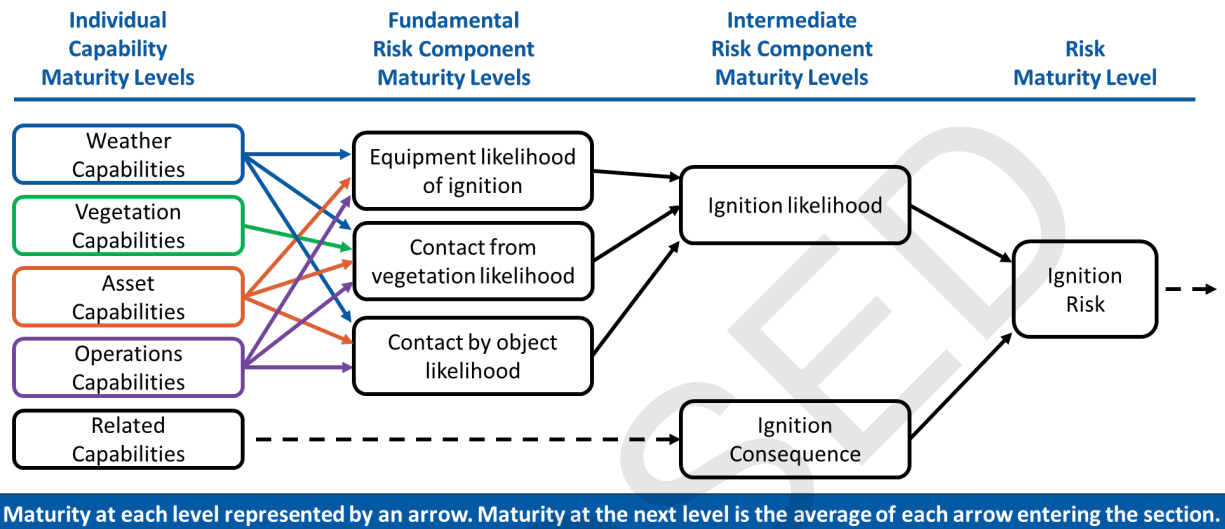 Individual
Capability
Maturity Levels
Fundamental
Risk Component
Maturity Levels
Intermediate
Risk Component
Maturity Levels
Risk
Maturity Level
Weather
Capabilities
Vegetation
Capabilities
Asset
Capabilities
Operations
Capabilities
Related
Capabilities
Equipment likelihood
of ignition
Contact from
vegetation likelihood
Contact by object
likelihood
Ignition likelihood
Ignition
Consequence
Ignition
Risk
SED
Maturity at each level represented by an arrow. Maturity at the next level is the average of each arrow entering the section.